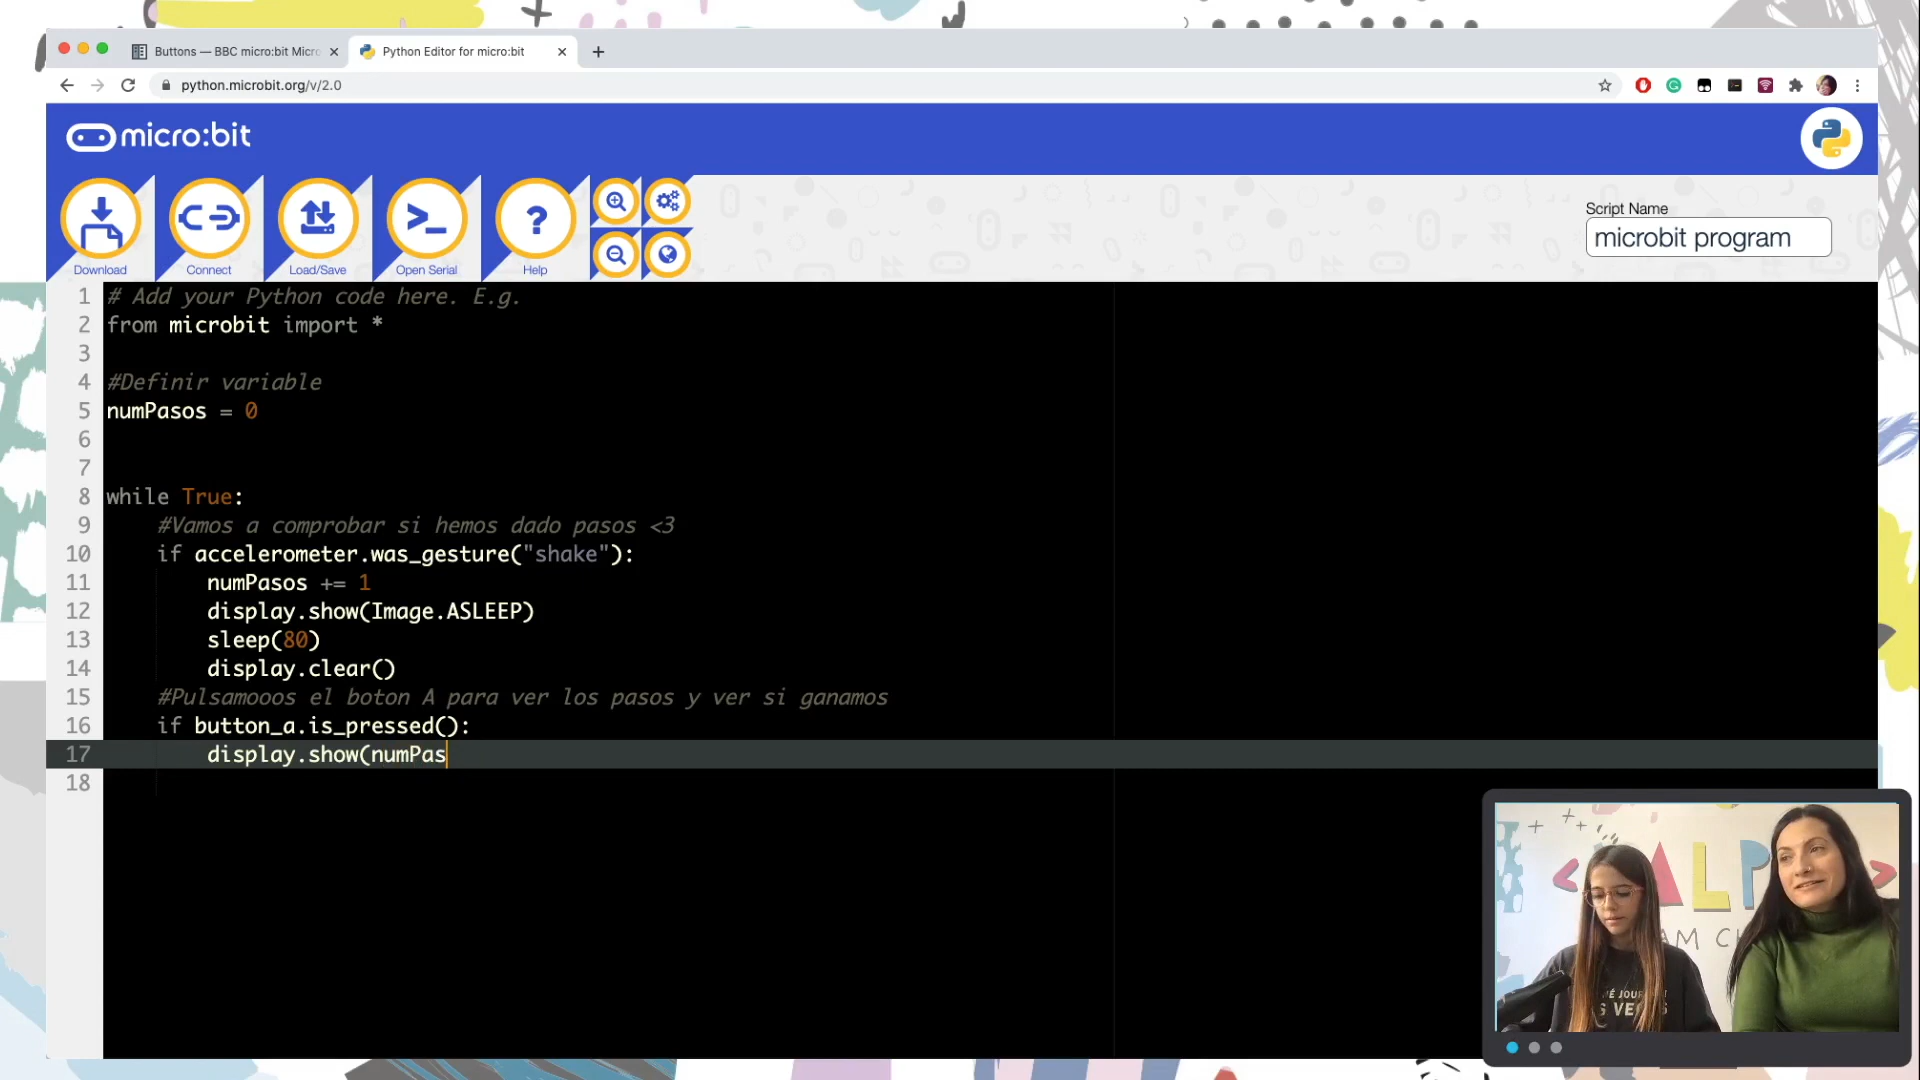 Buttons — BBC micro:bit Micro
Python Editor for micro:bit
python.microbit.org/v/2.0
micro:bit
Download
Connect
Load/Save
Open Serial
Help
Script Name
microbit program
1 # Add your Python code here. E.g.
2 from microbit import *
3
4 #Definir variable
5 numPasos = 0
6
7
8 while True:
9 #Vamos a comprobar si hemos dado pasos <3
10 if accelerometer.was_gesture("shake"):
11 numPasos += 1
12 display.show(Image.ASLEEP)
13 sleep(80)
14 display.clear()
15 #Pulsamooos el boton A para ver los pasos y ver si ganamos
16 if button_a.is_pressed():
17 display.show(numPas
18